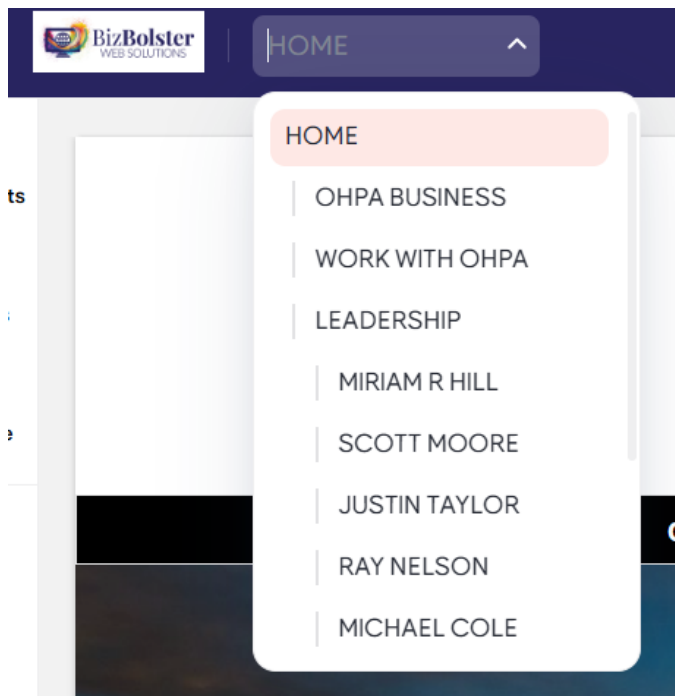 BizBolster
WEB SOLUTIONS
HOME
HOME
ts
OHPA BUSINESS
WORK WITH OHPA
LEADERSHIP
MIRIAM R HILL
SCOTT MOORE
JUSTIN TAYLOR
RAY NELSON
MICHAEL COLE